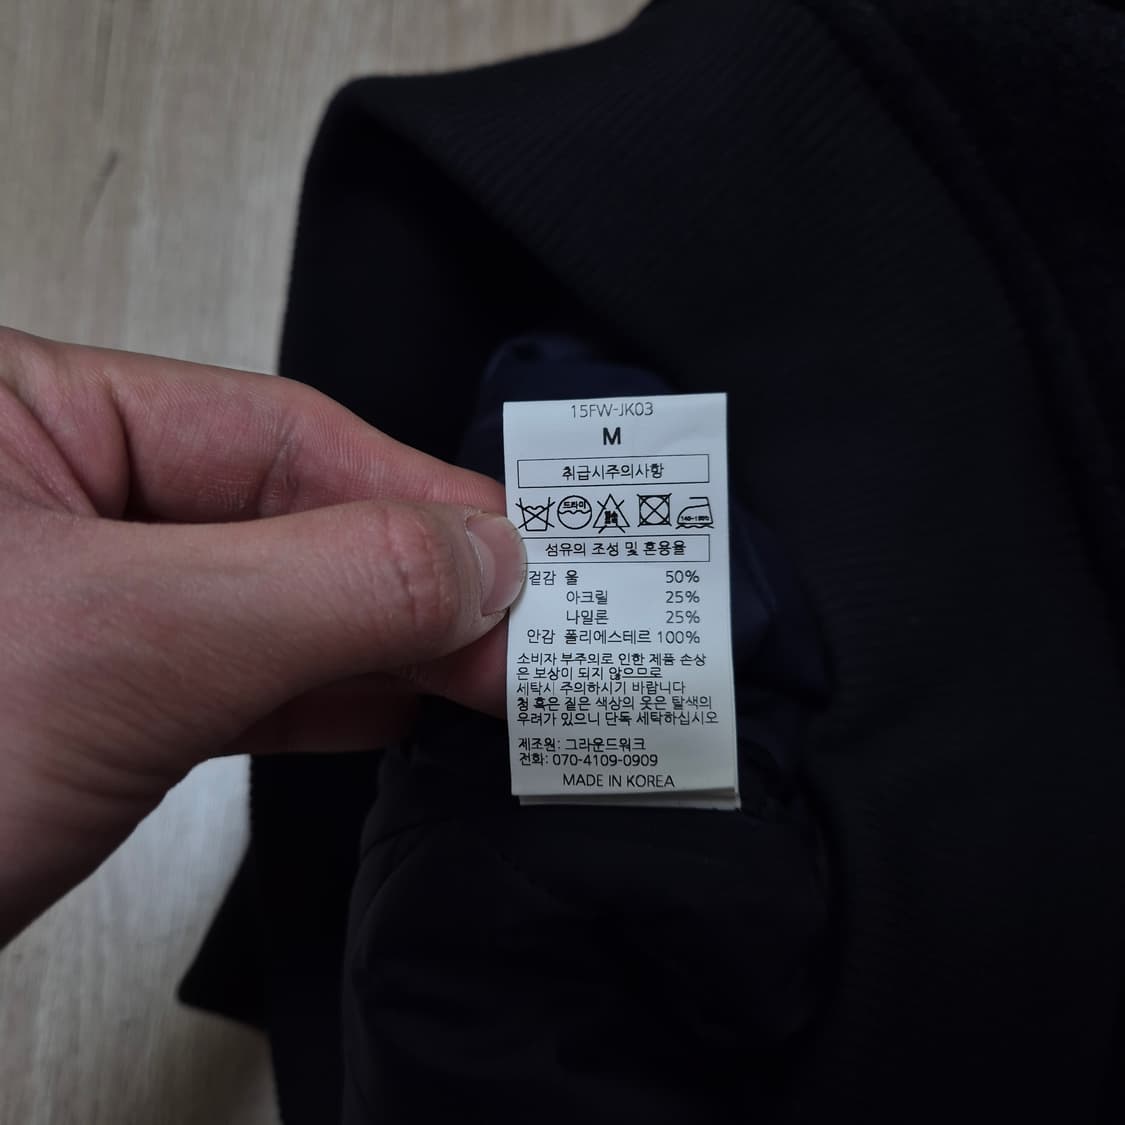 15FW-JK03
M
취급시주의사항
드라이
섬유의 조성 및 혼용율
겉감 울 50%
아크릴 25%
나일론 25%
안감 폴리에스테르 100%
소비자 부주의로 인한 제품 손상
은 보상이 되지 않으므로
세탁시 주의하시기 바랍니다
청 혹은 짙은 색상의 옷은 탈색의
우려가 있으니 단독 세탁하십시오
제조원: 그라운드워크
전화: 070-4109-0909
MADE IN KOREA